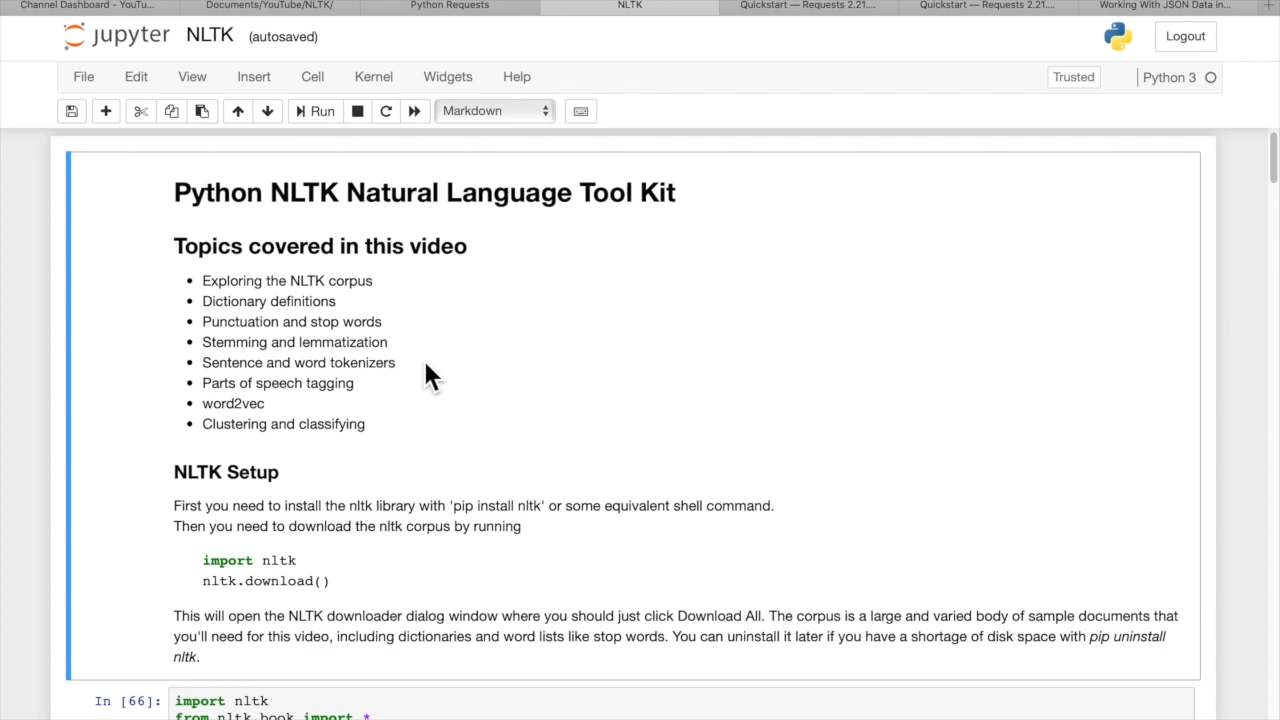 Channel Dashboard - YouTu...
Documents/YouTube/NLTK/
Python Requests
NLTK
Quickstart — Requests 2.21....
Quickstart — Requests 2.21....
Working With JSON Data in...
jupyter NLTK (autosaved)
Logout
File Edit View Insert Cell Kernel Widgets Help
Trusted
Python 3
Run
Markdown
Python NLTK Natural Language Tool Kit
Topics covered in this video
• Exploring the NLTK corpus
• Dictionary definitions
• Punctuation and stop words
• Stemming and lemmatization
• Sentence and word tokenizers
• Parts of speech tagging
• word2vec
• Clustering and classifying
NLTK Setup
First you need to install the nltk library with 'pip install nltk' or some equivalent shell command.
Then you need to download the nltk corpus by running
import nltk
nltk.download()
This will open the NLTK downloader dialog window where you should just click Download All. The corpus is a large and varied body of sample documents that
you'll need for this video, including dictionaries and word lists like stop words. You can uninstall it later if you have a shortage of disk space with pip uninstall
nltk.
In [66]: import nltk
from nltk.book import *